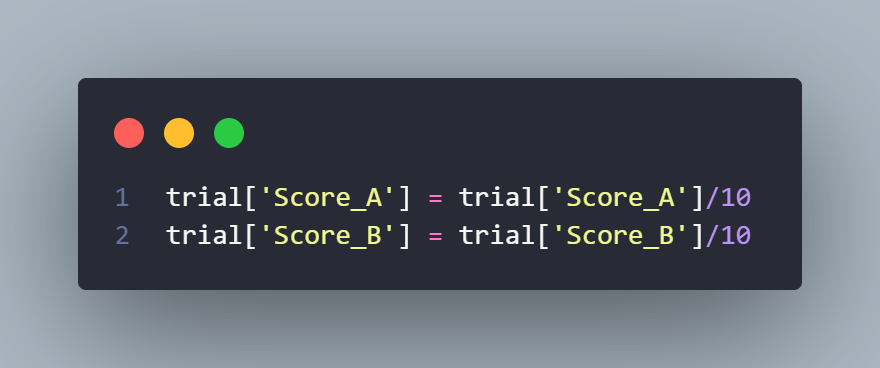 1 trial['Score_A'] = trial['Score_A']/10
2 trial['Score_B'] = trial['Score_B']/10